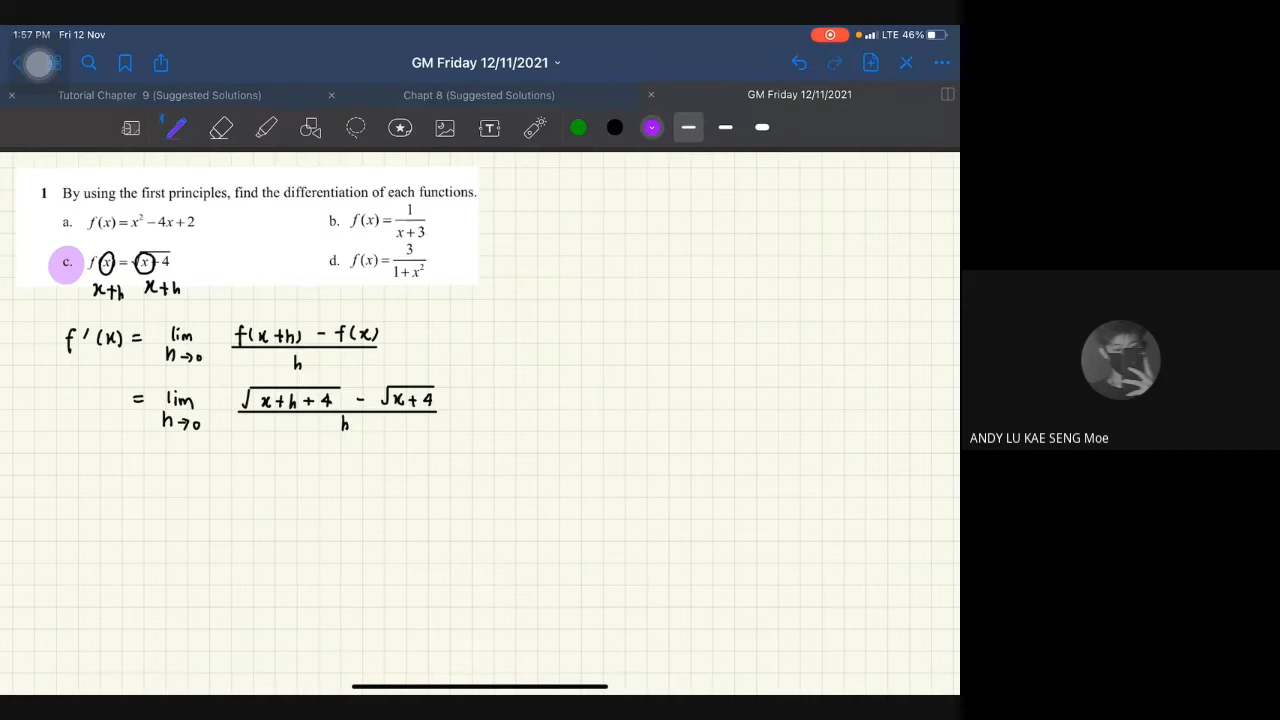 1:57 PM Fri 12 Nov
LTE 46%
GM Friday 12/11/2021
Tutorial Chapter 9 (Suggested Solutions)
Chapt 8 (Suggested Solutions)
GM Friday 12/11/2021
1 By using the first principles, find the differentiation of each functions.
a. f(x) = x² − 4x + 2
b. f(x) = 1/(x + 3)
c. f(x) = √(x + 4)
d. f(x) = 3/(1 + x²)
x+h x+h
f'(x) = lim h→0 (f(x+h) − f(x))/h
= lim h→0 (√(x+h+4) − √(x+4))/h
ANDY LU KAE SENG Moe